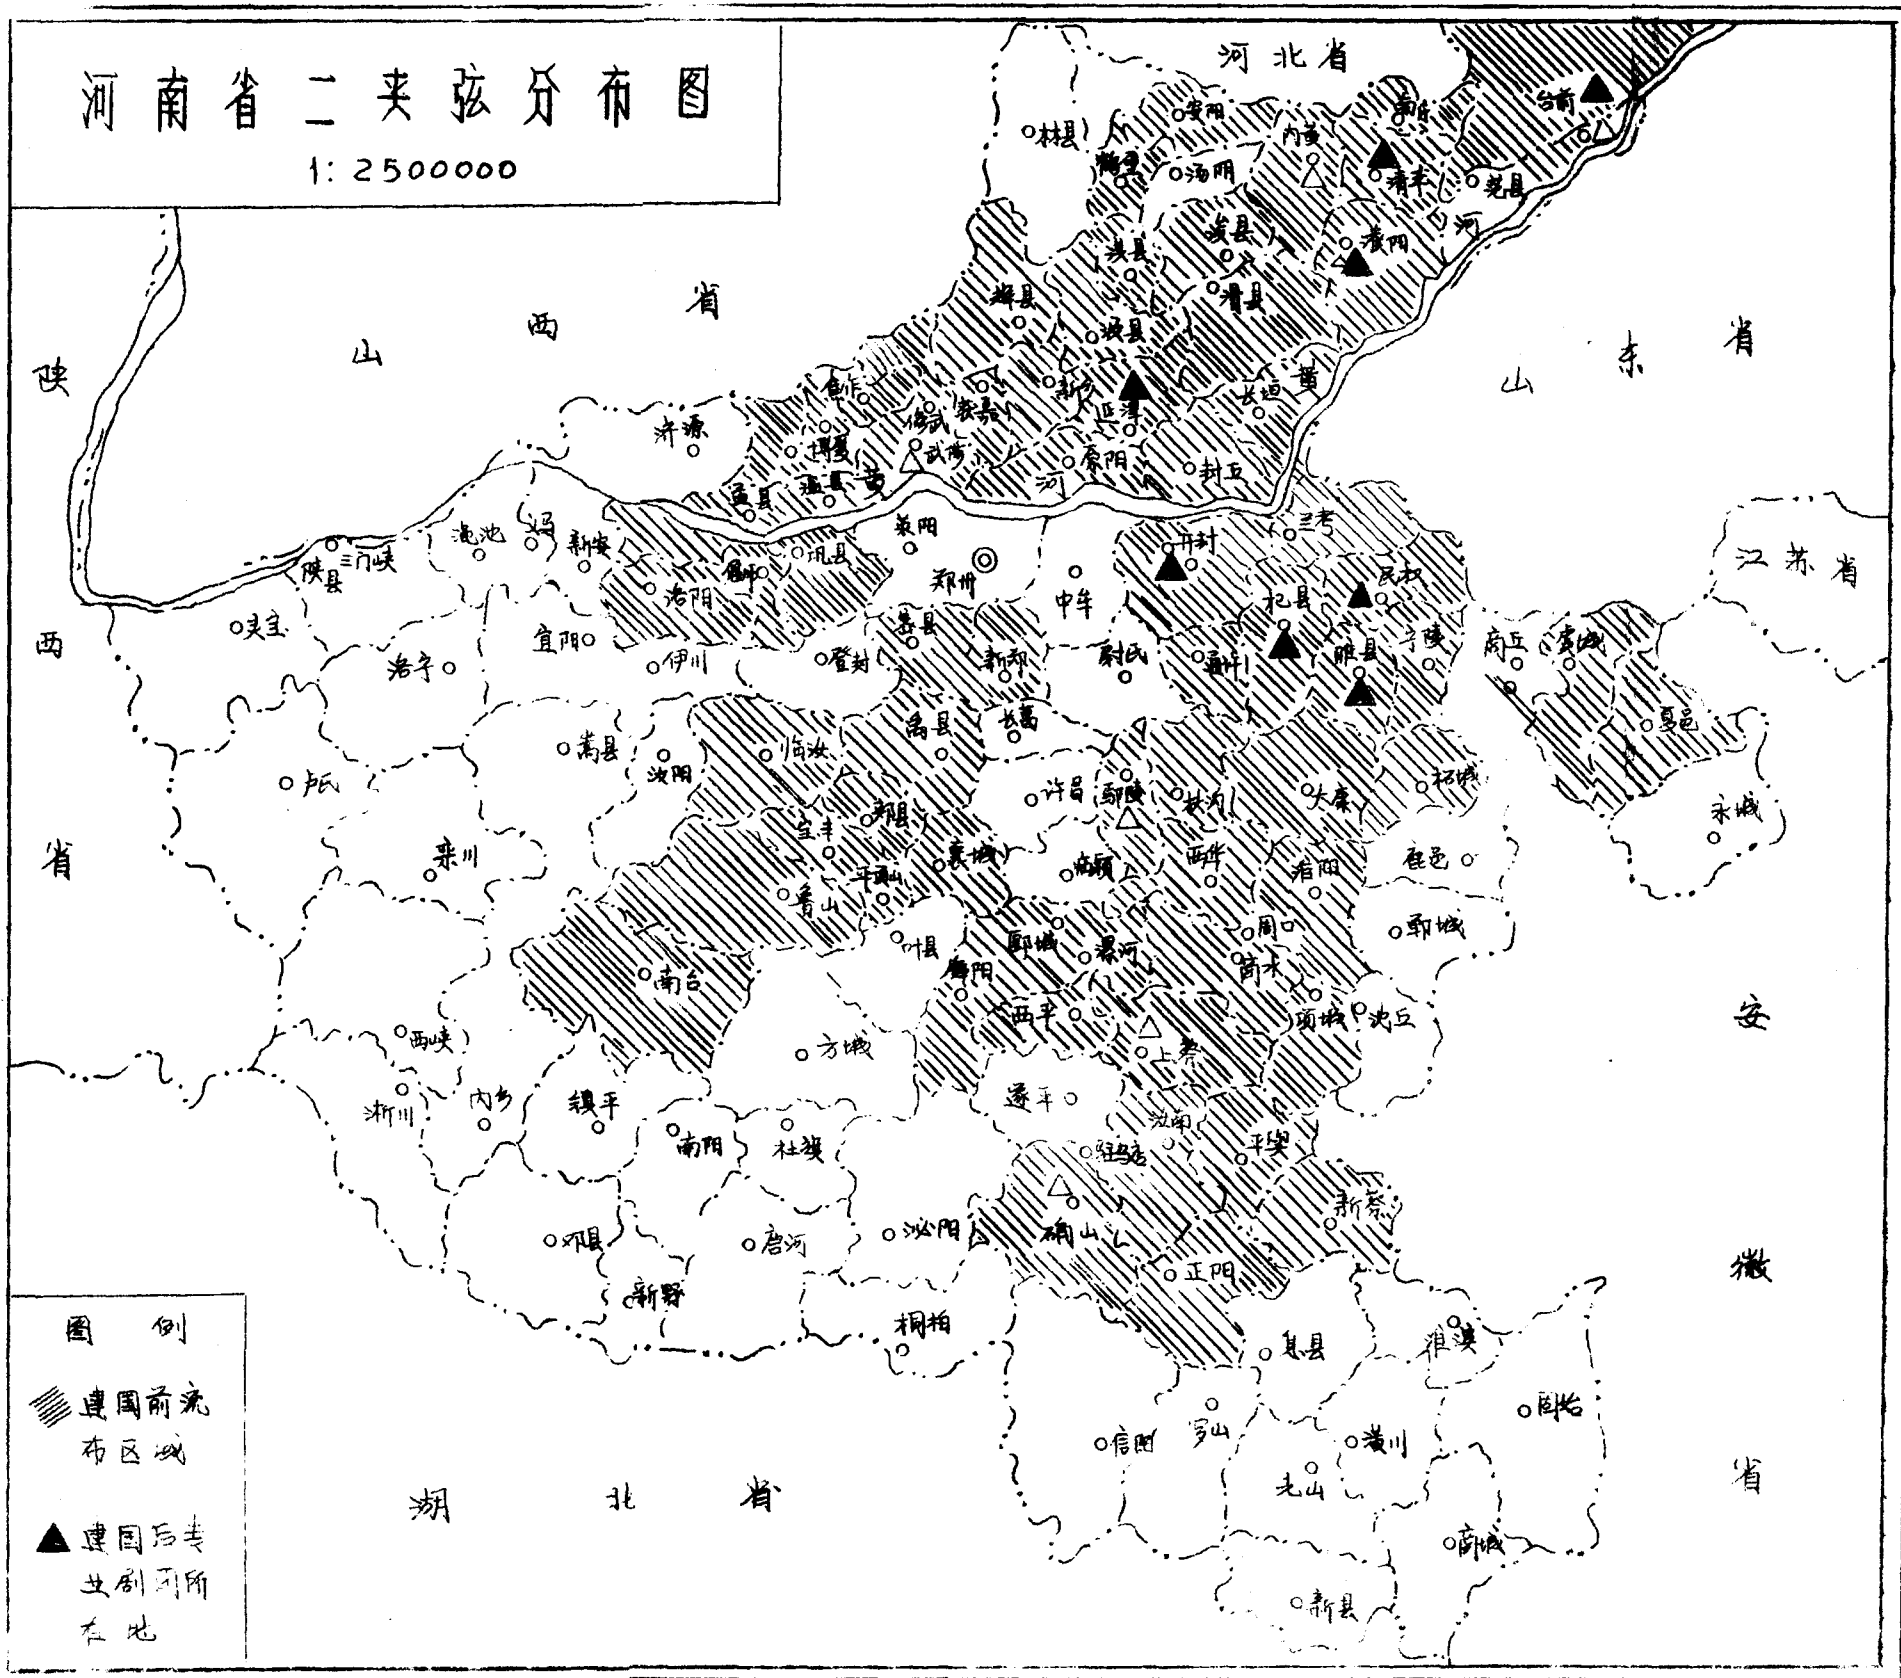 河南省二夹弦分布图
1:2500000
河北省
林县
安阳
内黄
南乐
台前
鹤壁
汤阴
清丰
范县
河
浚县
淇县
濮阳
滑县
辉县
汲县
省
西
山
陕
山
东
省
焦作
修武
获嘉
新乡
延津
长垣
黄
济源
博爱
武陟
原阳
封丘
温县
黄
河
孟县
渑池
义马
新安
三门峡
陕县
荥阳
巩县
偃师
洛阳
郑州
中牟
开封
兰考
杞县
民权
江苏省
灵宝
宜阳
洛宁
伊川
登封
密县
新郑
尉氏
通许
睢县
宁陵
商丘
虞城
夏邑
西
嵩县
汝阳
临汝
禹县
长葛
卢氏
许昌
鄢陵
扶沟
太康
柘城
永城
省
栾川
宝丰
郏县
襄城
平顶山
鲁山
临颍
西华
淮阳
鹿邑
叶县
郾城
漯河
周口
商水
郸城
南召
舞阳
西平
项城
沈丘
安
西峡
方城
上蔡
淅川
内乡
镇平
南阳
社旗
遂平
汝南
平舆
驻马店
新蔡
邓县
唐河
泌阳
确山
正阳
徽
新野
桐柏
息县
淮滨
固始
信阳
罗山
潢川
光山
商城
新县
湖
北
省
省
图例
建国前流
布区域
建国后专
业剧团所
在地